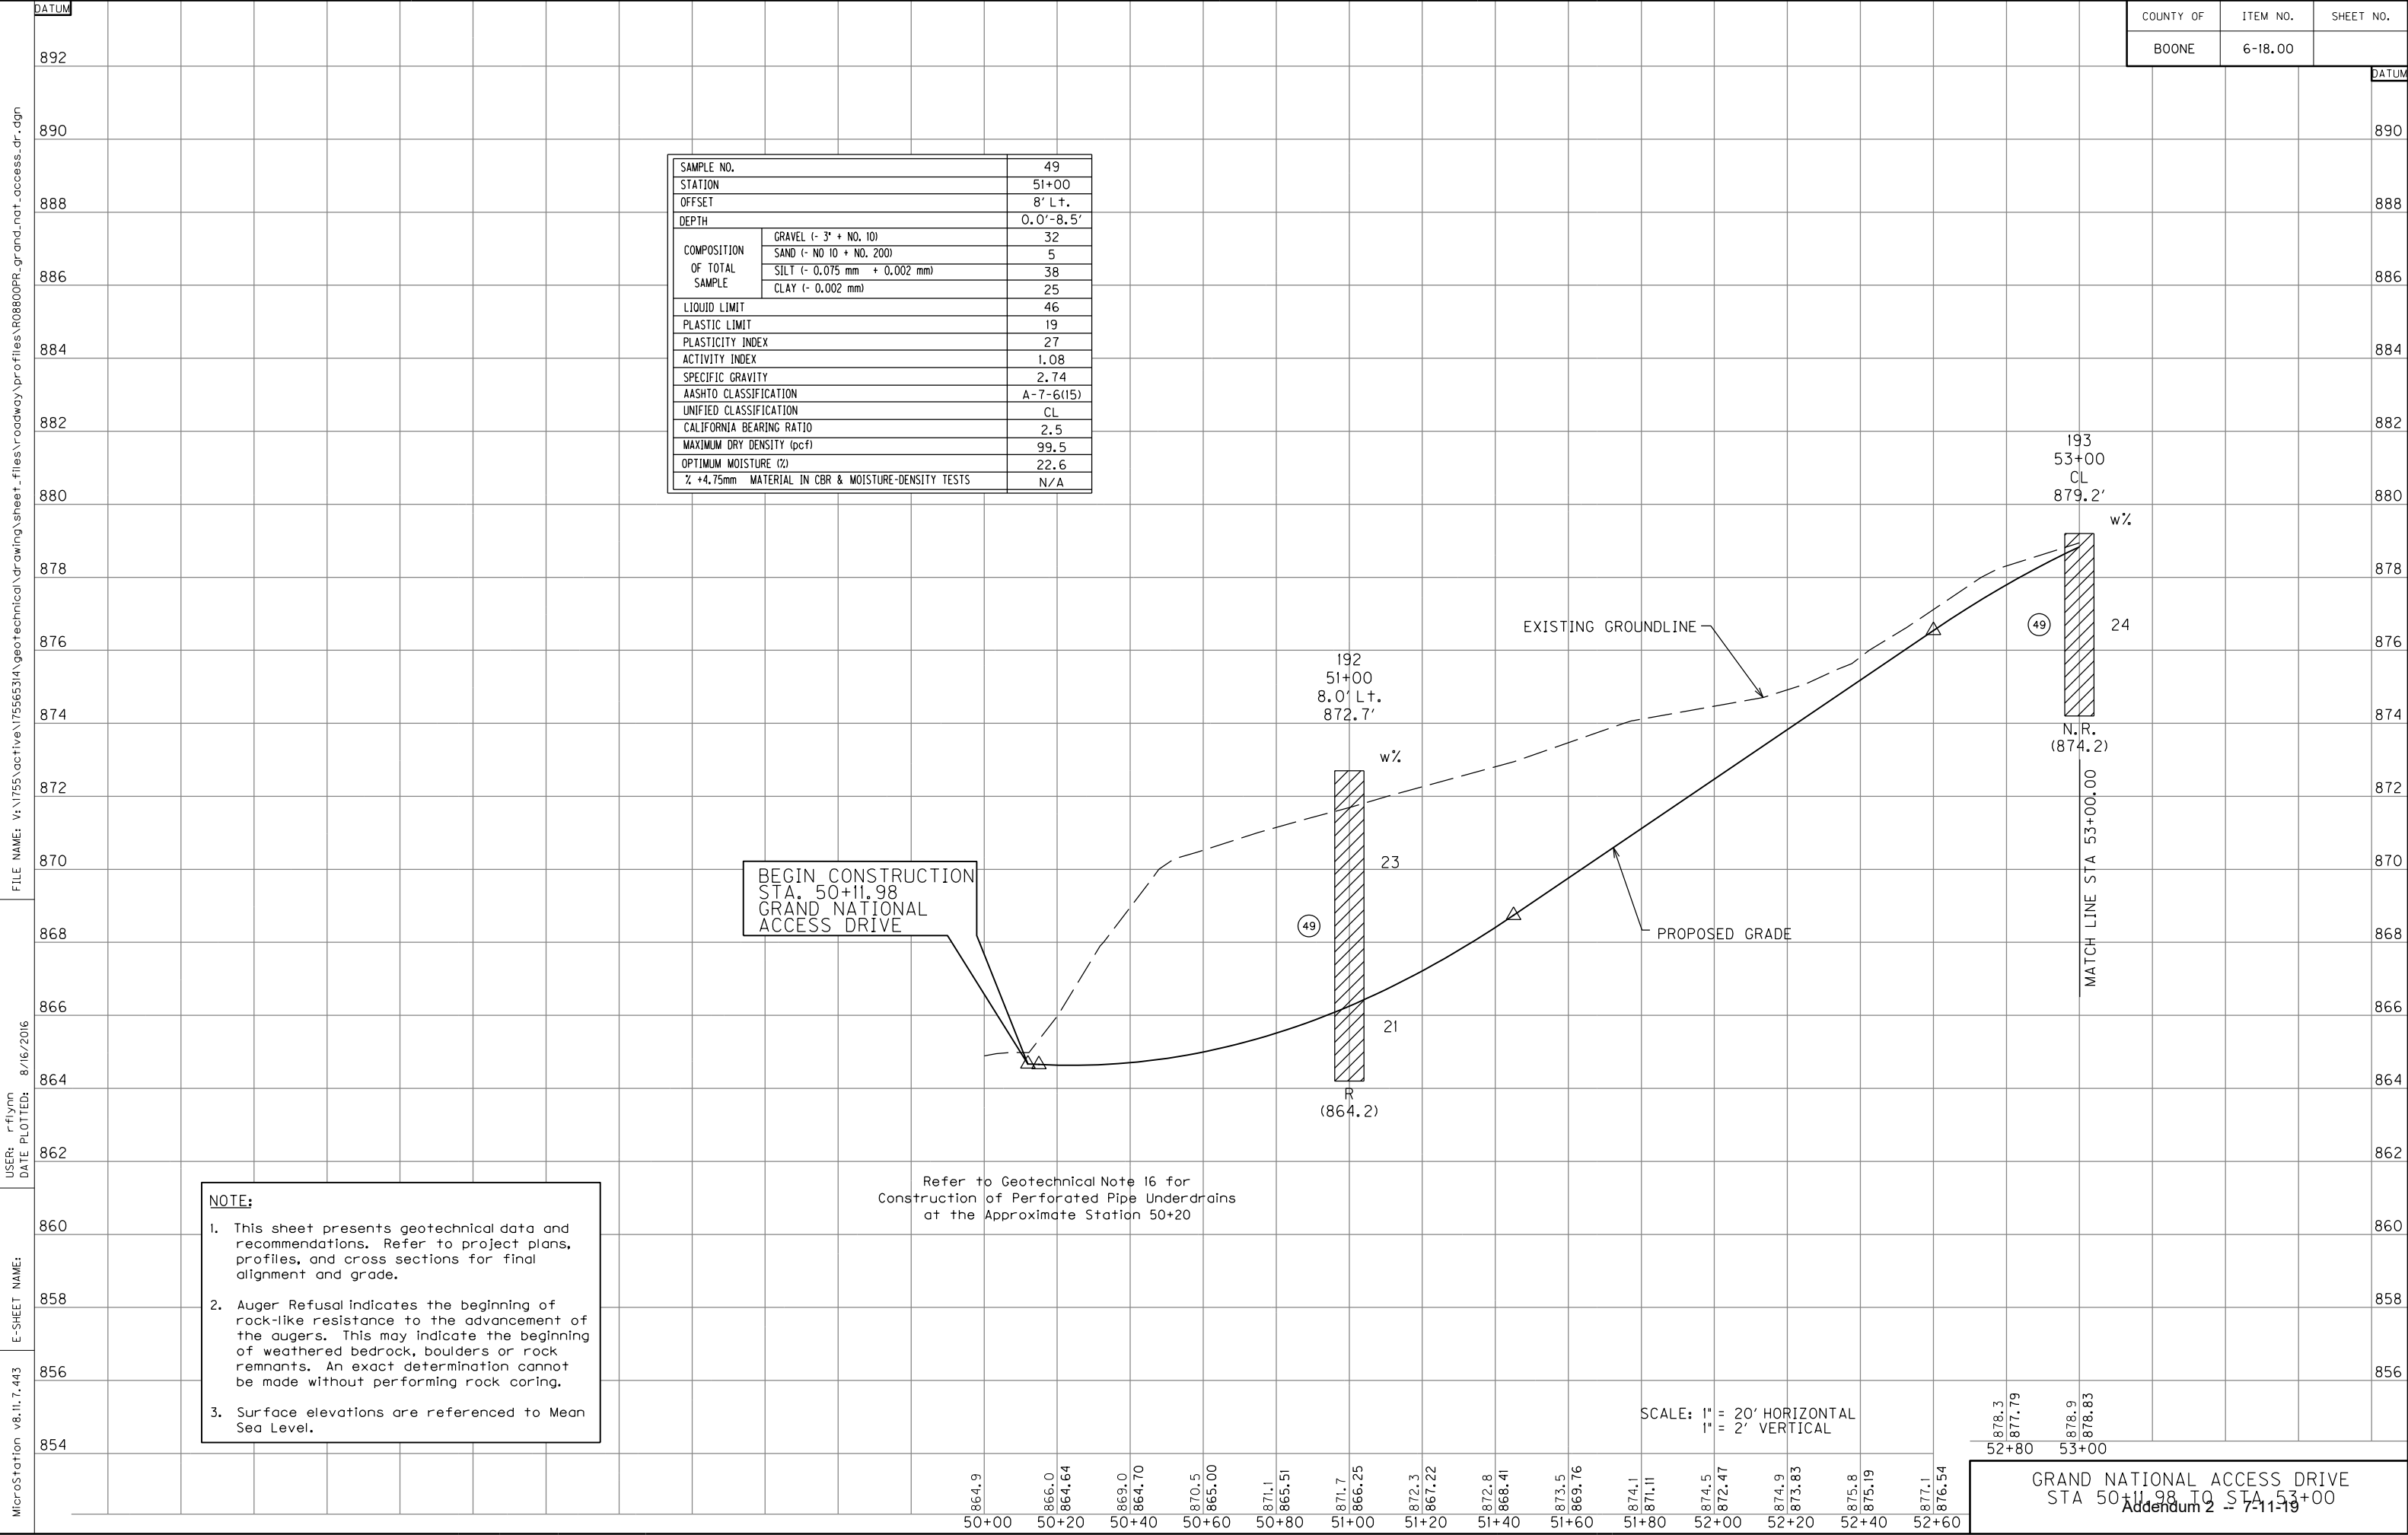 DATUM
COUNTY OF ITEM NO. SHEET NO.
BOONE 6-18.00
DATUM
892
890 890
888 888
886 886
884 884
882 882
880 880
878 878
876 876
874 874
872 872
870 870
868 868
866 866
864 864
862 862
860 860
858 858
856 856
854
FILE NAME: V:\1755\active\175565314\geotechnical\drawing\sheet_files\roadway\profiles\R08800PR_grand_nat_access_dr.dgn
USER: rflynn
DATE PLOTTED: 8/16/2016
E-SHEET NAME:
MicroStation v8.11.7.443
SAMPLE NO. 49
STATION 51+00
OFFSET 8' Lt.
DEPTH 0.0'-8.5'
COMPOSITION OF TOTAL SAMPLE
GRAVEL (- 3" + NO. 10) 32
SAND (- NO 10 + NO. 200) 5
SILT (- 0.075 mm + 0.002 mm) 38
CLAY (- 0.002 mm) 25
LIQUID LIMIT 46
PLASTIC LIMIT 19
PLASTICITY INDEX 27
ACTIVITY INDEX 1.08
SPECIFIC GRAVITY 2.74
AASHTO CLASSIFICATION A-7-6(15)
UNIFIED CLASSIFICATION CL
CALIFORNIA BEARING RATIO 2.5
MAXIMUM DRY DENSITY (pcf) 99.5
OPTIMUM MOISTURE (%) 22.6
% +4.75mm MATERIAL IN CBR & MOISTURE-DENSITY TESTS N/A
193
53+00
CL
879.2'
w%
49
24
N.R.
(874.2)
MATCH LINE STA 53+00.00
EXISTING GROUNDLINE
192
51+00
8.0' Lt.
872.7'
w%
23
49
21
R
(864.2)
PROPOSED GRADE
BEGIN CONSTRUCTION
STA. 50+11.98
GRAND NATIONAL
ACCESS DRIVE
Refer to Geotechnical Note 16 for
Construction of Perforated Pipe Underdrains
at the Approximate Station 50+20
NOTE:
1. This sheet presents geotechnical data and
recommendations. Refer to project plans,
profiles, and cross sections for final
alignment and grade.
2. Auger Refusal indicates the beginning of
rock-like resistance to the advancement of
the augers. This may indicate the beginning
of weathered bedrock, boulders or rock
remnants. An exact determination cannot
be made without performing rock coring.
3. Surface elevations are referenced to Mean
Sea Level.
SCALE: 1" = 20' HORIZONTAL
1" = 2' VERTICAL
864.9
866.0 864.64
869.0 864.70
870.5 865.00
871.1 865.51
871.7 866.25
872.3 867.22
872.8 868.41
873.5 869.76
874.1 871.11
874.5 872.47
874.9 873.83
875.8 875.19
877.1 876.54
878.3 877.79
878.9 878.83
52+80 53+00
50+00 50+20 50+40 50+60 50+80 51+00 51+20 51+40 51+60 51+80 52+00 52+20 52+40 52+60
GRAND NATIONAL ACCESS DRIVE
STA 50+11.98 TO STA 53+00
Addendum 2 -- 7-11-19